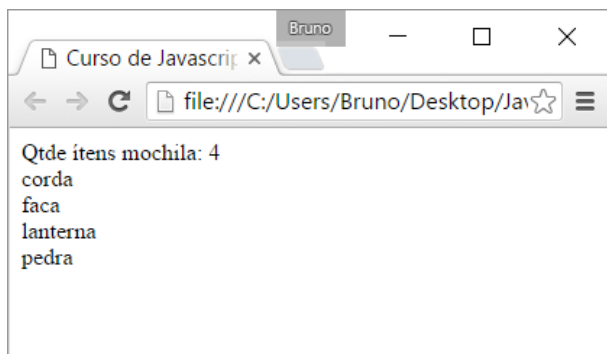 Bruno
Curso de Javascrip
file:///C:/Users/Bruno/Desktop/Jav
Qtde ítens mochila: 4
corda
faca
lanterna
pedra